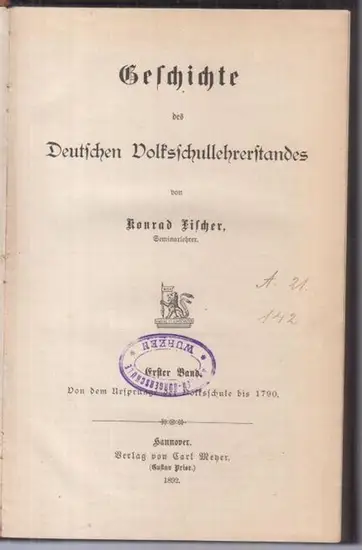 Geschichte
des
Deutschen Volksschullehrerstandes
von
Konrad Fischer,
Seminarlehrer.
A. 21.
142
WURZEN
Erster Band.
Von dem Ursprunge der Volksschule bis 1790.
Hannover.
Verlag von Carl Meyer.
(Gustav Prior.)
1892.